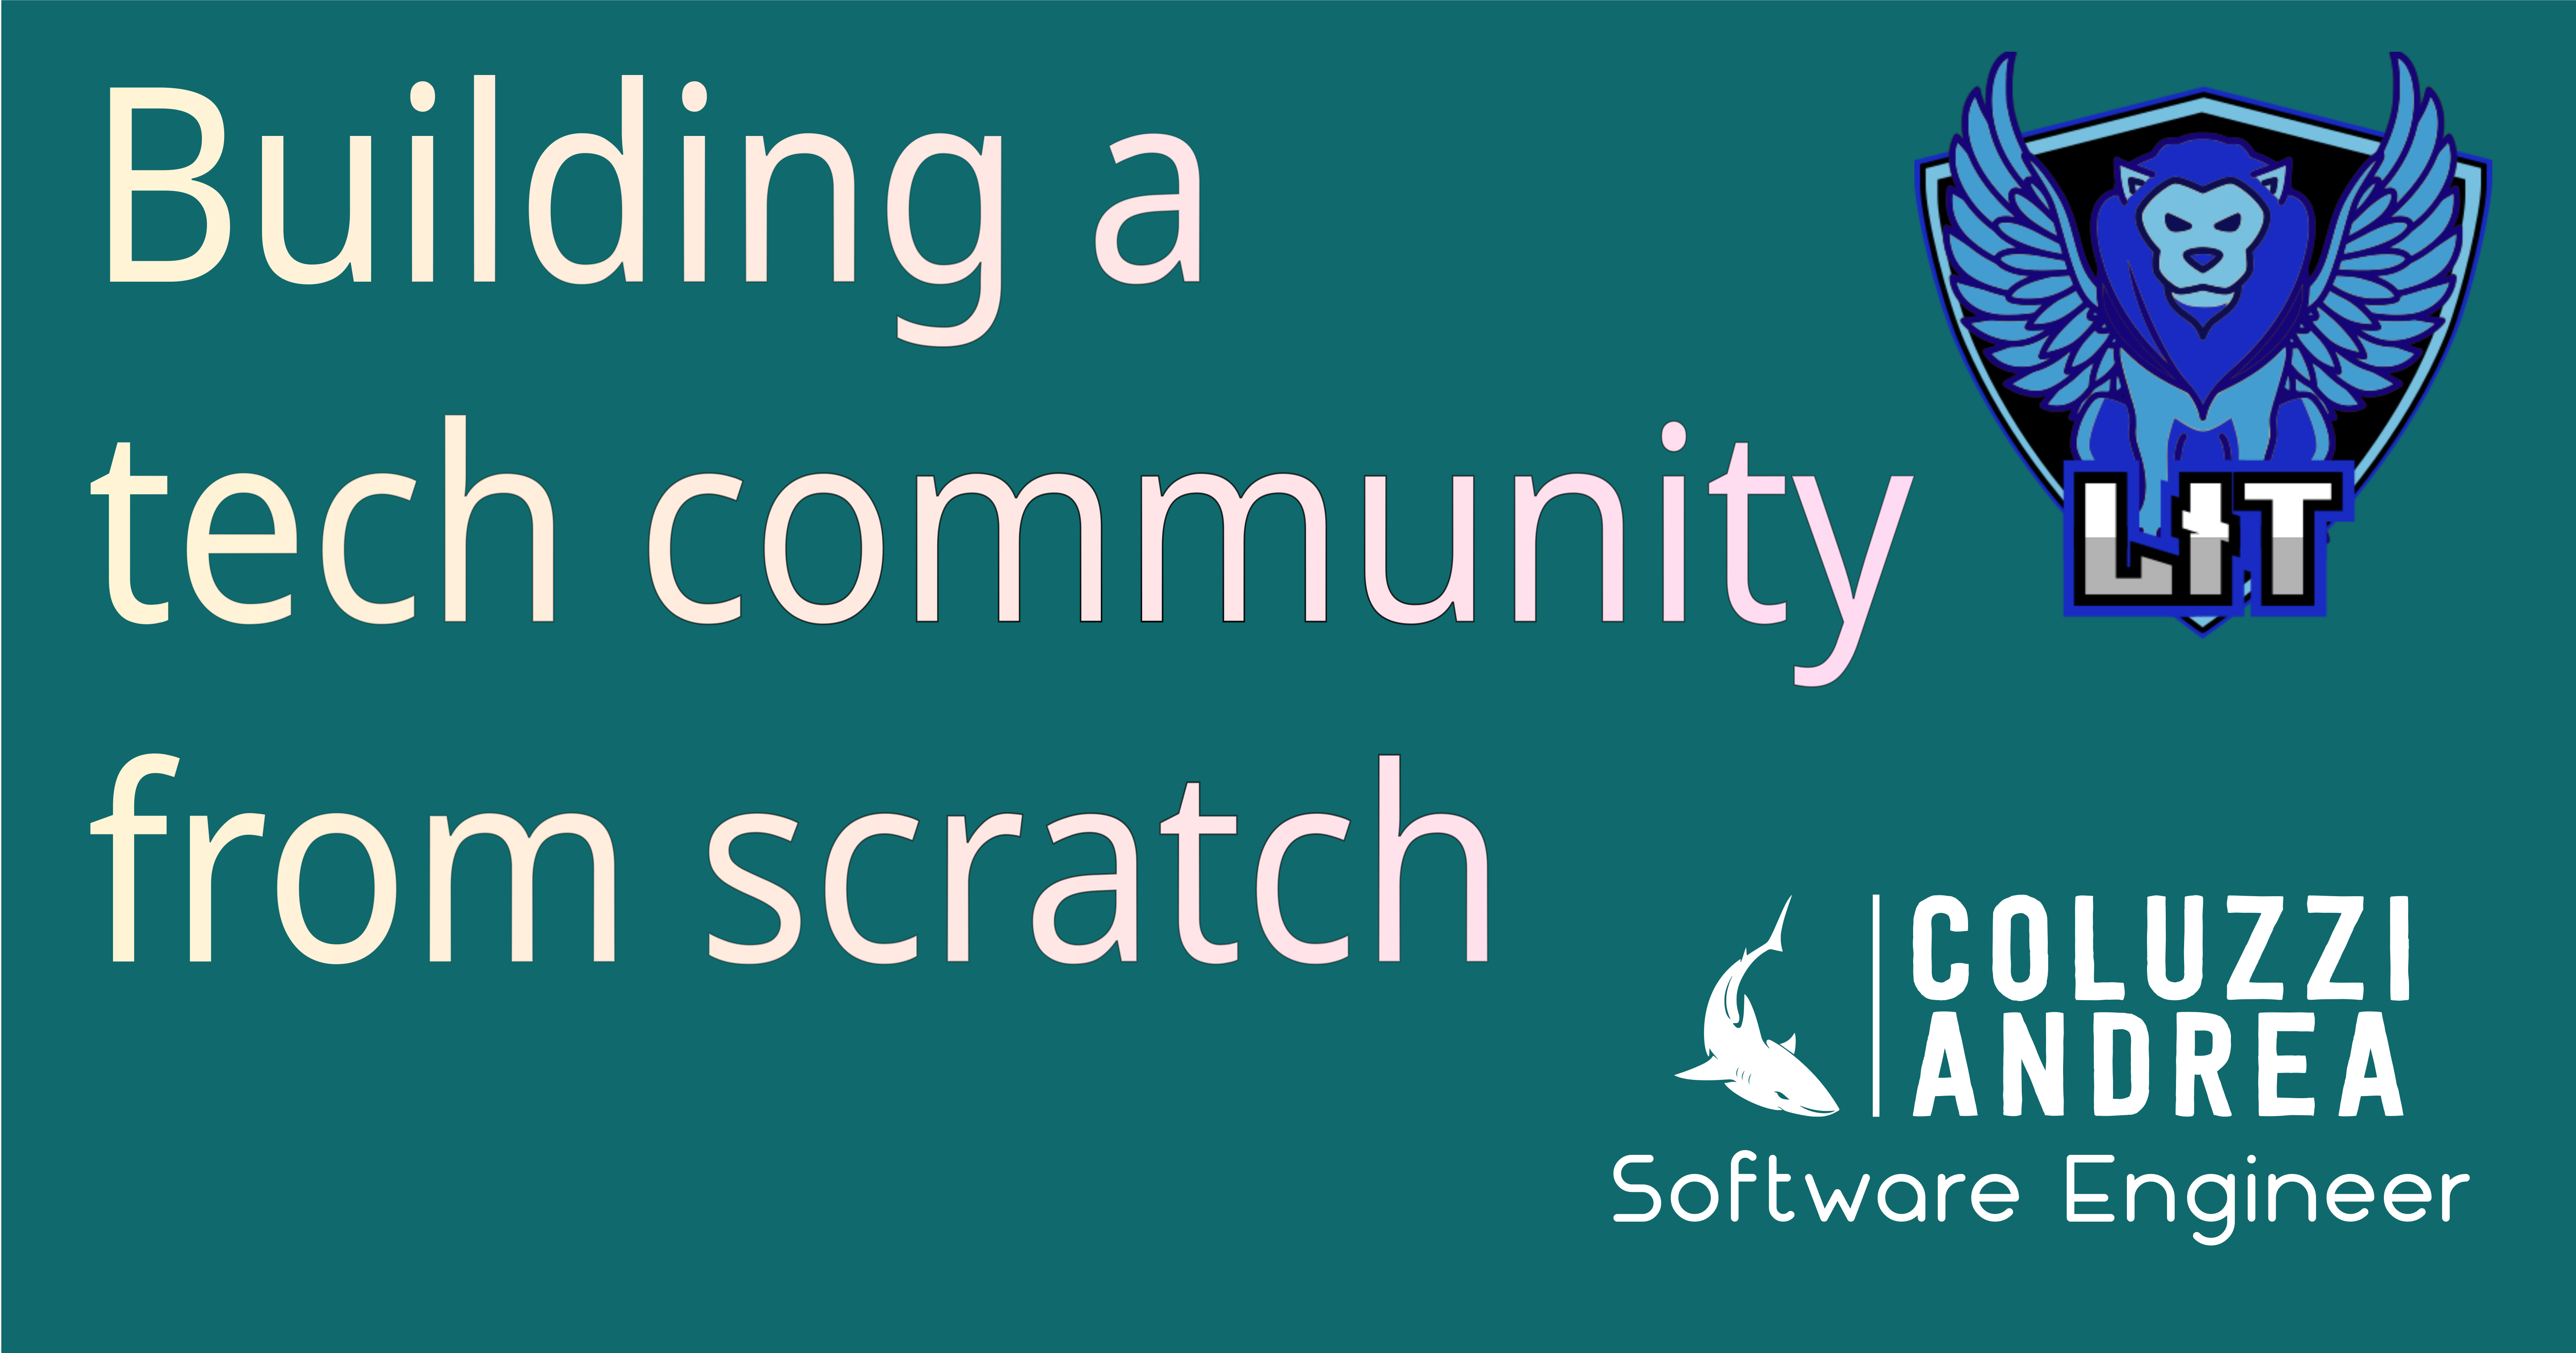 Building a
tech community
from scratch
LIT
COLUZZI
ANDREA
Software Engineer